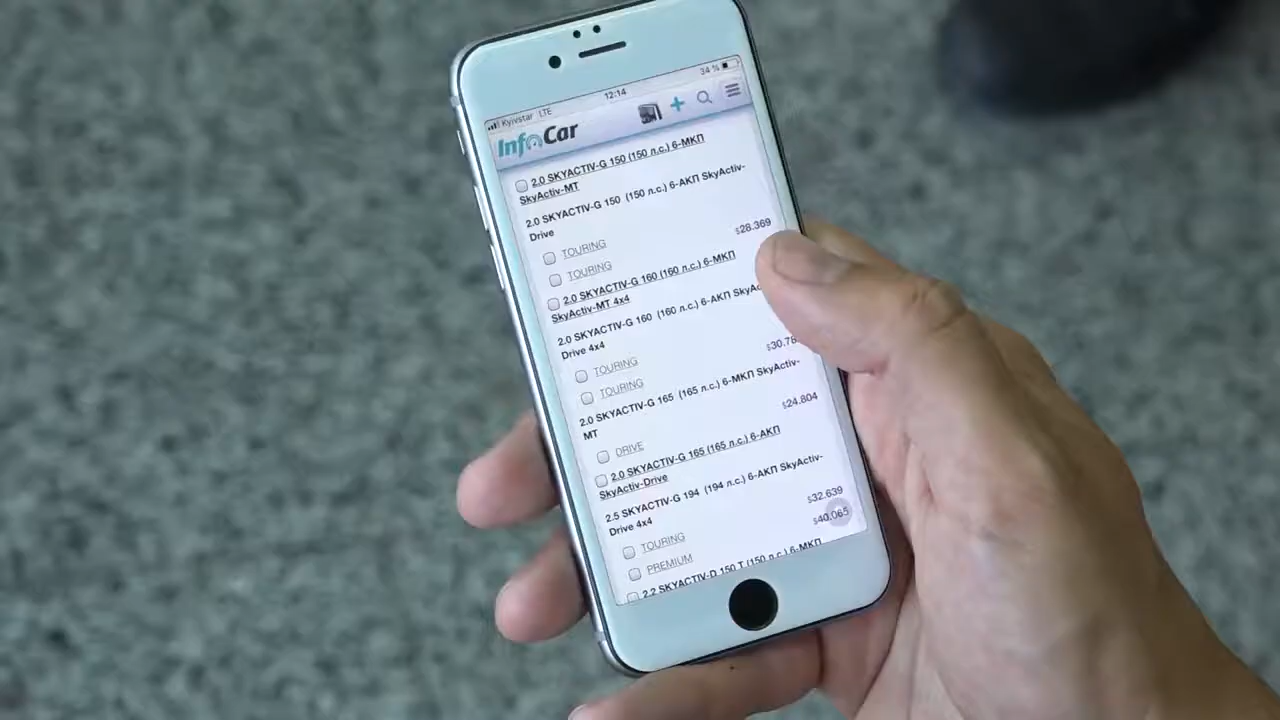 Kyivstar LTE 12:14 34 %
InfoCar
2.0 SKYACTIV-G 150 (150 л.с.) 6-МКП
SkyActiv-MT
2.0 SKYACTIV-G 150 (150 л.с.) 6-АКП SkyActiv-
Drive
TOURING $28.369
TOURING
2.0 SKYACTIV-G 160 (160 л.с.) 6-МКП
SkyActiv-MT 4x4
2.0 SKYACTIV-G 160 (160 л.с.) 6-АКП
Drive 4x4
TOURING
TOURING
2.0 SKYACTIV-G 165 (165 л.с.) 6-МКП SkyActiv-
MT
DRIVE $24.804
2.0 SKYACTIV-G 165 (165 л.с.) 6-АКП
SkyActiv-Drive
2.5 SKYACTIV-G 194 (194 л.с.) 6-АКП SkyActiv-
Drive 4x4
TOURING $32.639
PREMIUM $40.065
2.2 SKYACTIV-D 150 T (150 л.с.) 6-МКП